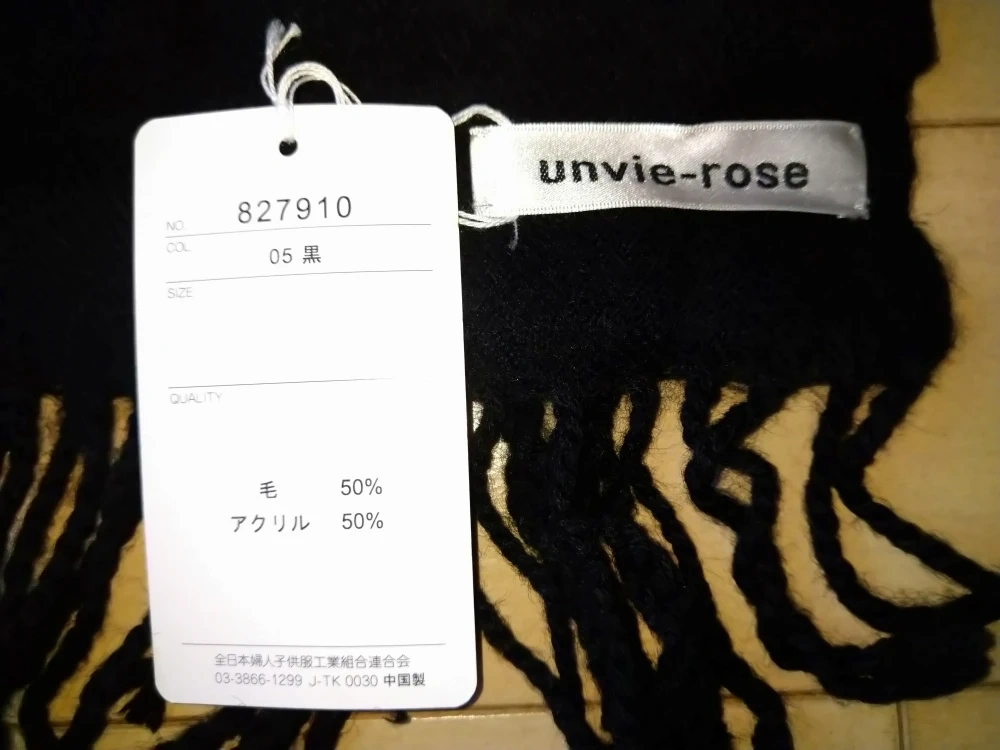 NO. 827910
COL 05 黒
SIZE
QUALITY
毛 50%
アクリル 50%
全日本婦人子供服工業組合連合会
03-3866-1299 J-TK 0030 中国製
unvie-rose